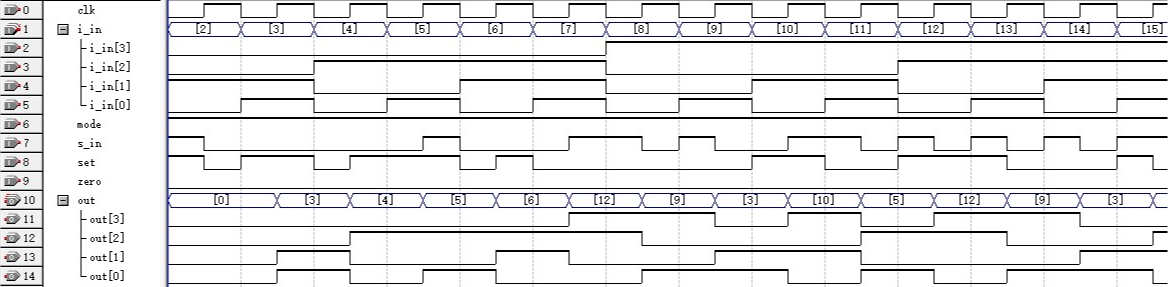 0 clk
1 i_in [2] [3] [4] [5] [6] [7] [8] [9] [10] [11] [12] [13] [14] [15]
2 i_in[3]
3 i_in[2]
4 i_in[1]
5 i_in[0]
6 mode
7 s_in
8 set
9 zero
10 out [0] [3] [4] [5] [6] [12] [9] [3] [10] [5] [12] [9] [3]
11 out[3]
12 out[2]
13 out[1]
14 out[0]